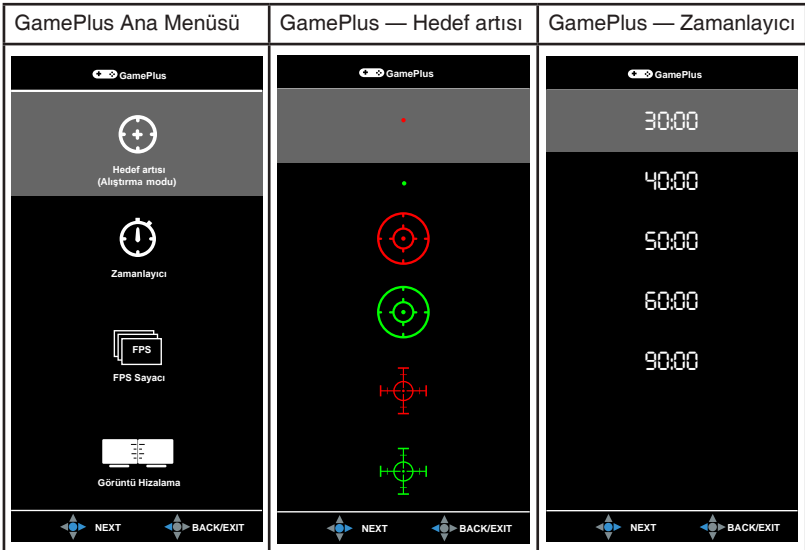 GamePlus Ana Menüsü
GamePlus — Hedef artısı
GamePlus — Zamanlayıcı
GamePlus
Hedef artısı
(Alıştırma modu)
Zamanlayıcı
FPS
FPS Sayacı
Görüntü Hizalama
NEXT
BACK/EXIT
GamePlus
NEXT
BACK/EXIT
GamePlus
30:00
40:00
50:00
60:00
90:00
NEXT
BACK/EXIT